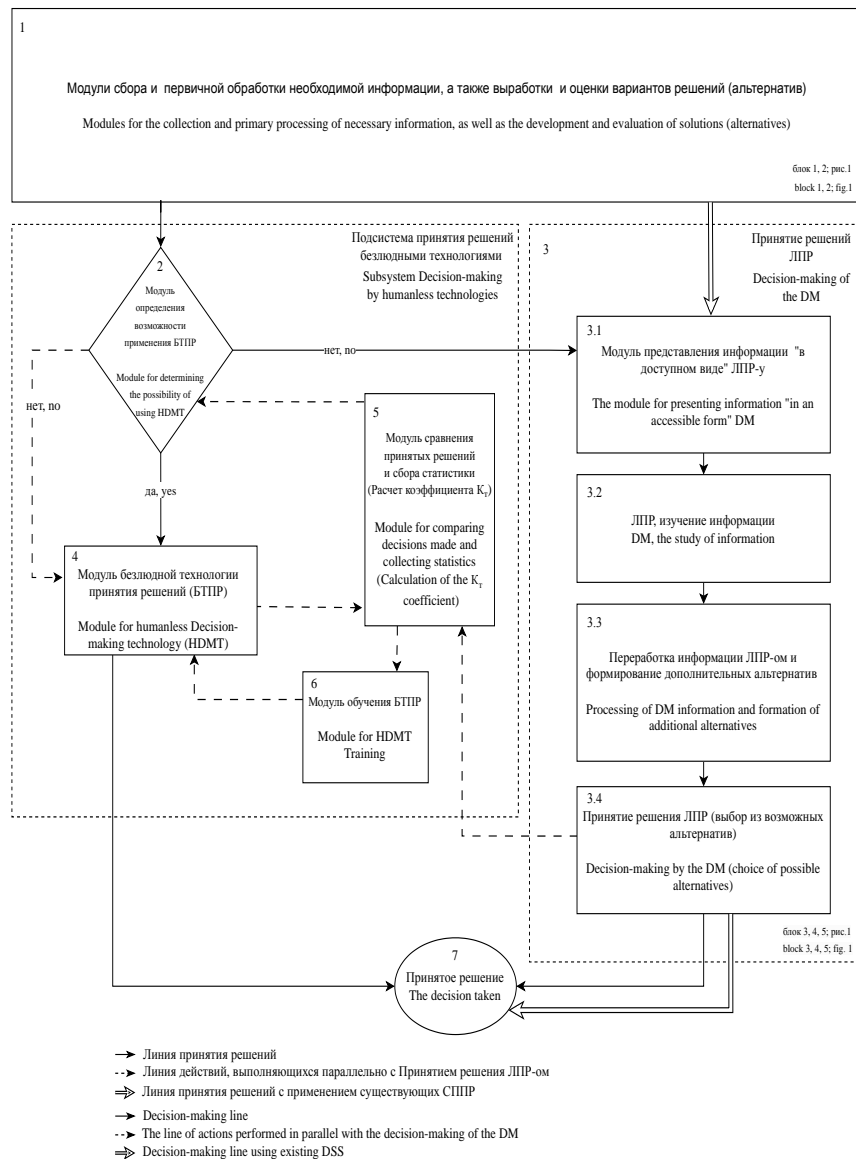 1
Модули сбора и первичной обработки необходимой информации, а также выработки и оценки вариантов решений (альтернатив)
Modules for the collection and primary processing of necessary information, as well as the development and evaluation of solutions (alternatives)
блок 1, 2; рис.1
block 1, 2; fig.1
Подсистема принятия решений
безлюдными технологиями
Subsystem Decision-making
by humanless technologies
2
Модуль
определения
возможности
применения БТПР
Module for determining
the possibility of
using HDMT
нет, no
нет, no
да, yes
3
Принятие решений
ЛПР
Decision-making of
the DM
3.1
Модуль представления информации "в
доступном виде" ЛПР-у
The module for presenting information "in an
accessible form" DM
5
Модуль сравнения
принятых решений
и сбора статистики
(Расчет коэффициента Кт)
Module for comparing
decisions made and
collecting statistics
(Calculation of the Кт
coefficient)
3.2
ЛПР, изучение информации
DM, the study of information
4
Модуль безлюдной технологии
принятия решений (БТПР)
Module for humanless Decision-
making technology (HDMT)
3.3
Переработка информации ЛПР-ом и
формирование дополнительных альтернатив
Processing of DM information and formation of
additional alternatives
6
Модуль обучения БТПР
Module for HDMT
Training
3.4
Принятие решения ЛПР (выбор из возможных
альтернатив)
Decision-making by the DM (choice of possible
alternatives)
блок 3, 4, 5; рис.1
block 3, 4, 5; fig. 1
7
Принятое решение
The decision taken
Линия принятия решений
Линия действий, выполняющихся параллельно с Принятием решения ЛПР-ом
Линия принятия решений с применением существующих СППР
Decision-making line
The line of actions performed in parallel with the decision-making of the DM
Decision-making line using existing DSS